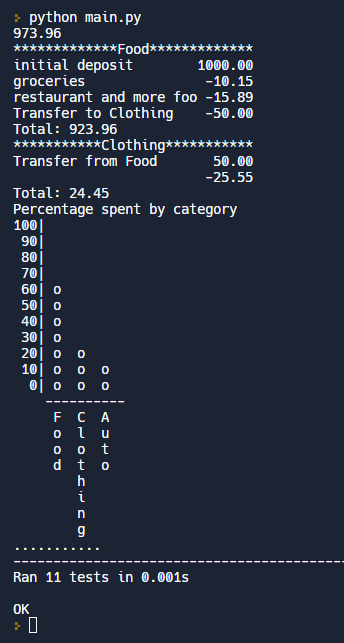 > python main.py
973.96
*************Food*************
initial deposit        1000.00
groceries               -10.15
restaurant and more foo -15.89
Transfer to Clothing    -50.00
Total: 923.96
***********Clothing***********
Transfer from Food       50.00
                        -25.55
Total: 24.45
Percentage spent by category
100|
 90|
 80|
 70|
 60| o
 50| o
 40| o
 30| o
 20| o  o
 10| o  o  o
  0| o  o  o
    ----------
     F  C  A
     o  l  u
     o  o  t
     d  t  o
        h
        i
        n
        g
...........
-----------------------------------------
Ran 11 tests in 0.001s
OK
>